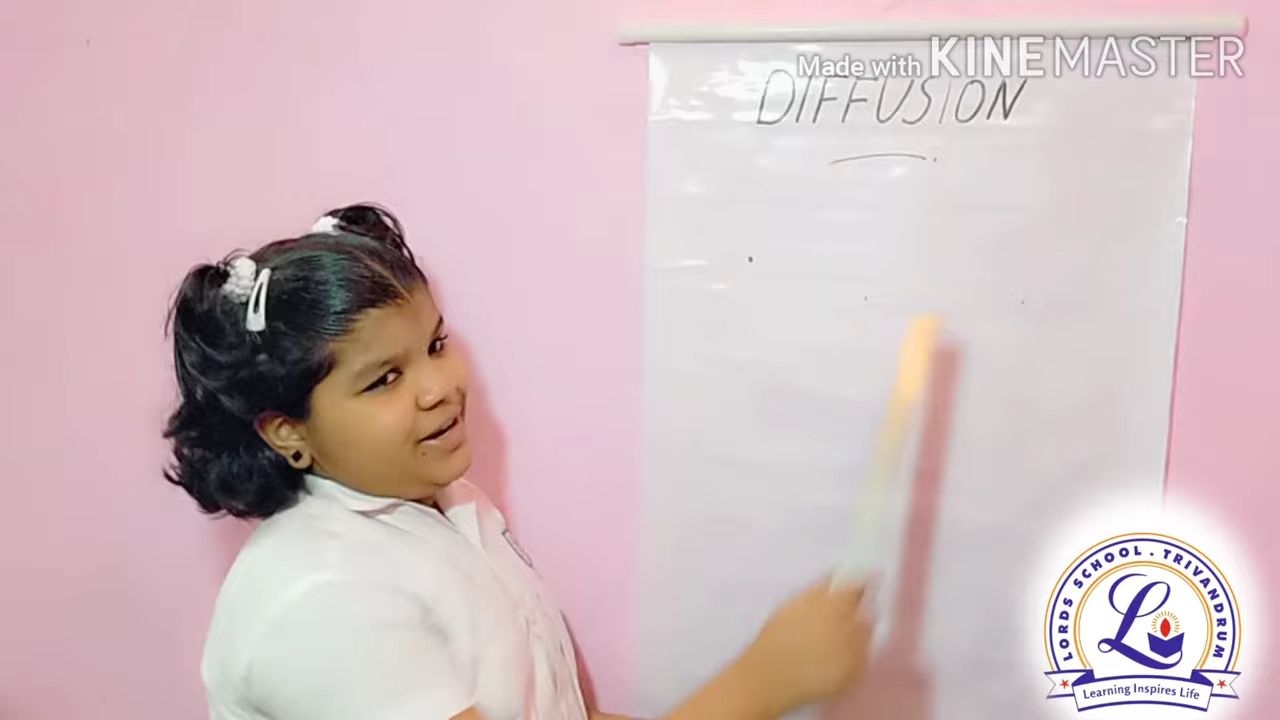 Made with KINEMASTER
DIFFUSION
LORDS SCHOOL . TRIVANDRUM
L
Learning Inspires Life